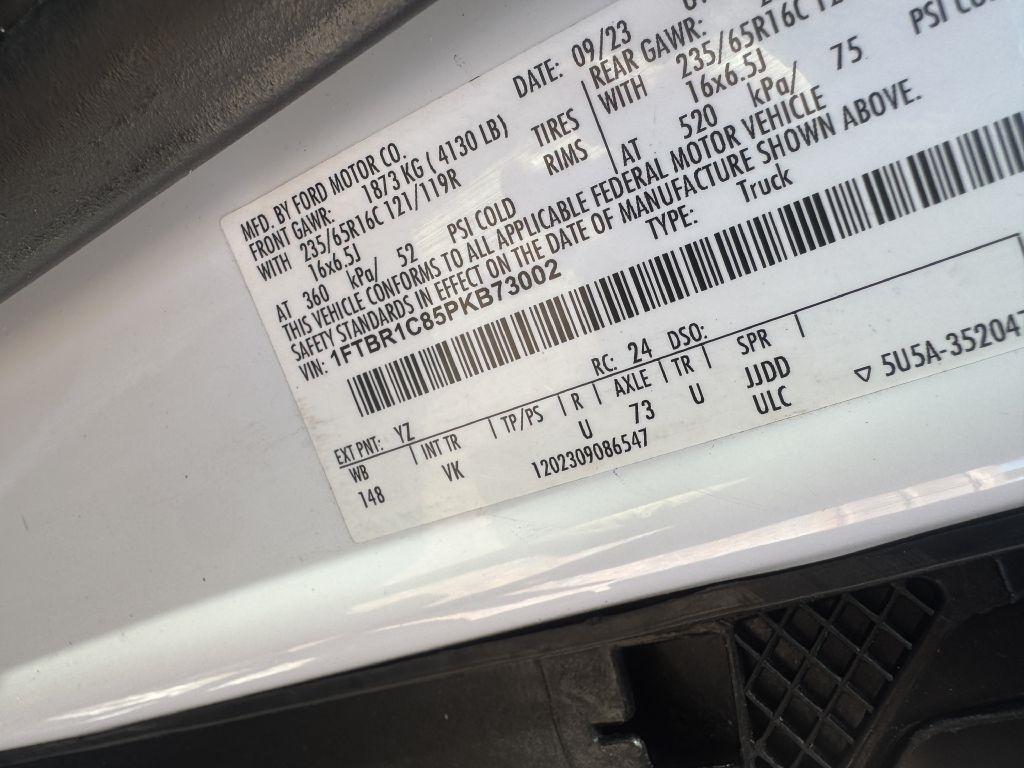 MFD. BY FORD MOTOR CO. DATE: 09/23
FRONT GAWR: 1873 KG ( 4130 LB) REAR GAWR:
WITH 235/65R16C 121/119R TIRES WITH 235/65R16C
16x6.5J RIMS 16x6.5J
AT 360 kPa/ 52 PSI COLD AT 520 kPa/ 75 PSI
THIS VEHICLE CONFORMS TO ALL APPLICABLE FEDERAL MOTOR VEHICLE
SAFETY STANDARDS IN EFFECT ON THE DATE OF MANUFACTURE SHOWN ABOVE.
VIN: 1FTBR1C85PKB73002 TYPE: Truck
EXT PNT: YZ RC: 24 DSO:
WB INT TR TP/PS R AXLE TR SPR
148 VK U 73 U JJDD
1202309086547 ULC
▽ 5U5A-352047